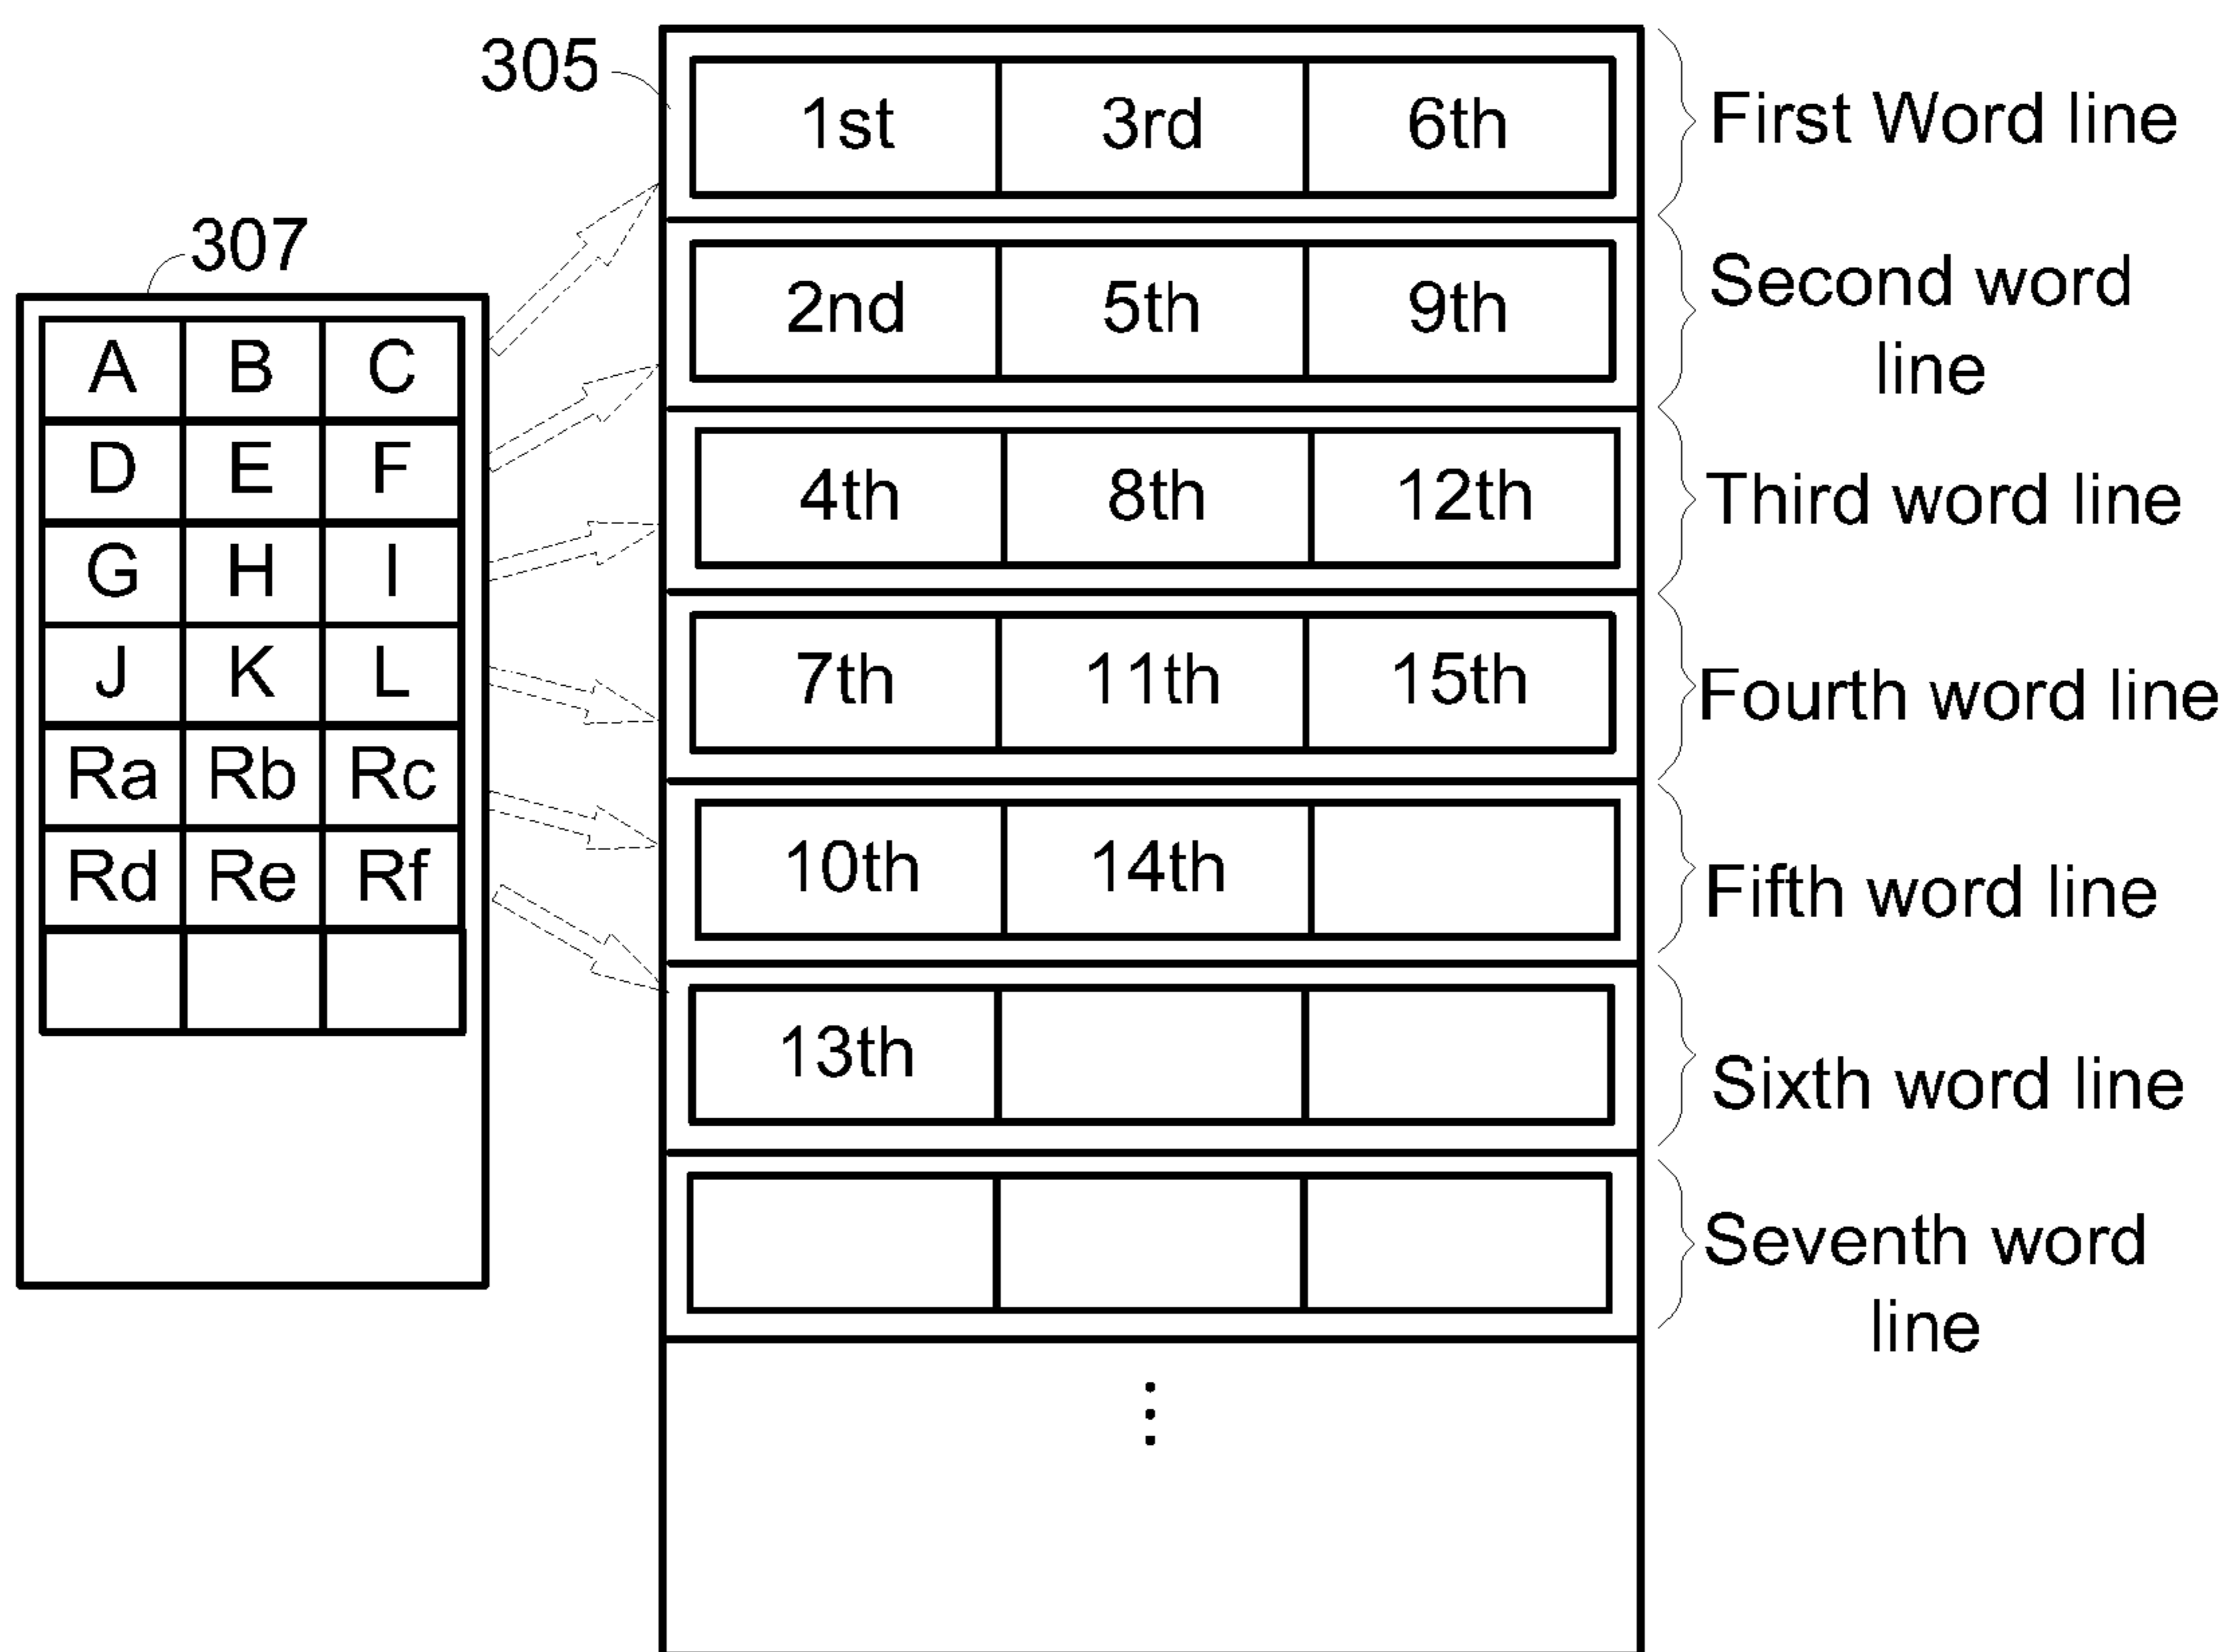 305
1st 3rd 6th
First Word line
307
2nd 5th 9th
Second word
line
A B C
D E F
G H I
J K L
Ra Rb Rc
Rd Re Rf
4th 8th 12th
Third word line
7th 11th 15th
Fourth word line
10th 14th
Fifth word line
13th
Sixth word line
Seventh word
line